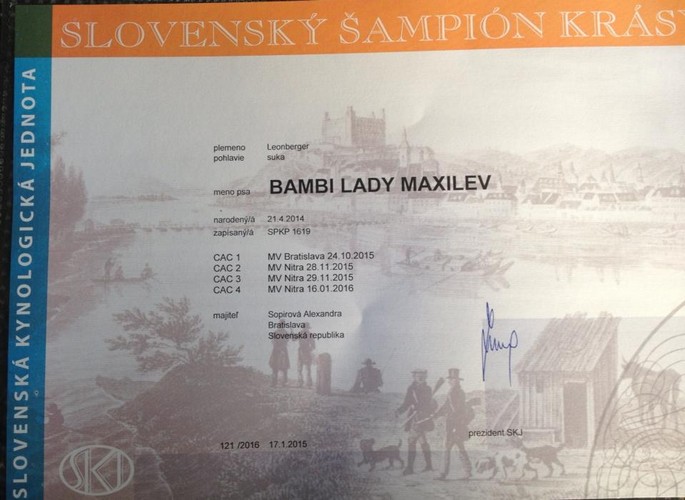 SLOVENSKÝ ŠAMPIÓN KRÁSY
SLOVENSKÁ KYNOLOGICKÁ JEDNOTA
plemeno Leonberger
pohlavie suka
meno psa BAMBI LADY MAXILEV
narodený/á 21.4.2014
zapísaný/á SPKP 1619
CAC 1 MV Bratislava 24.10.2015
CAC 2 MV Nitra 28.11.2015
CAC 3 MV Nitra 29.11.2015
CAC 4 MV Nitra 16.01.2016
majiteľ Sopirová Alexandra
Bratislava
Slovenská republika
prezident SKJ
121 /2016 17.1.2015
SKJ